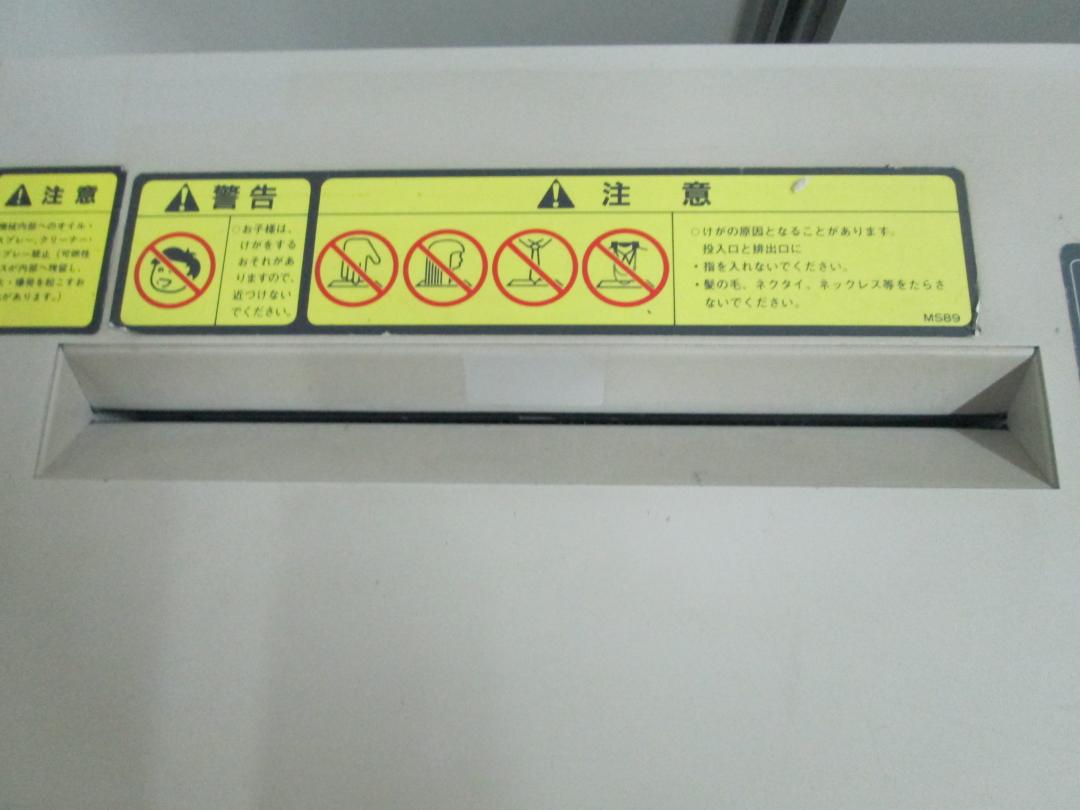 注意
機械内部へのオイル・
スプレー、クリーナー・
スプレー禁止(可燃性
スが内部へ残留し、
火・爆発を起こすお
があります。)
警告
○お子様は、
けがをする
おそれがあ
りますので、
近づけない
でください。
注意
○けがの原因となることがあります。
投入口と排出口に
・指を入れないでください。
・髪の毛、ネクタイ、ネックレス等をたらさ
ないでください。
MS89